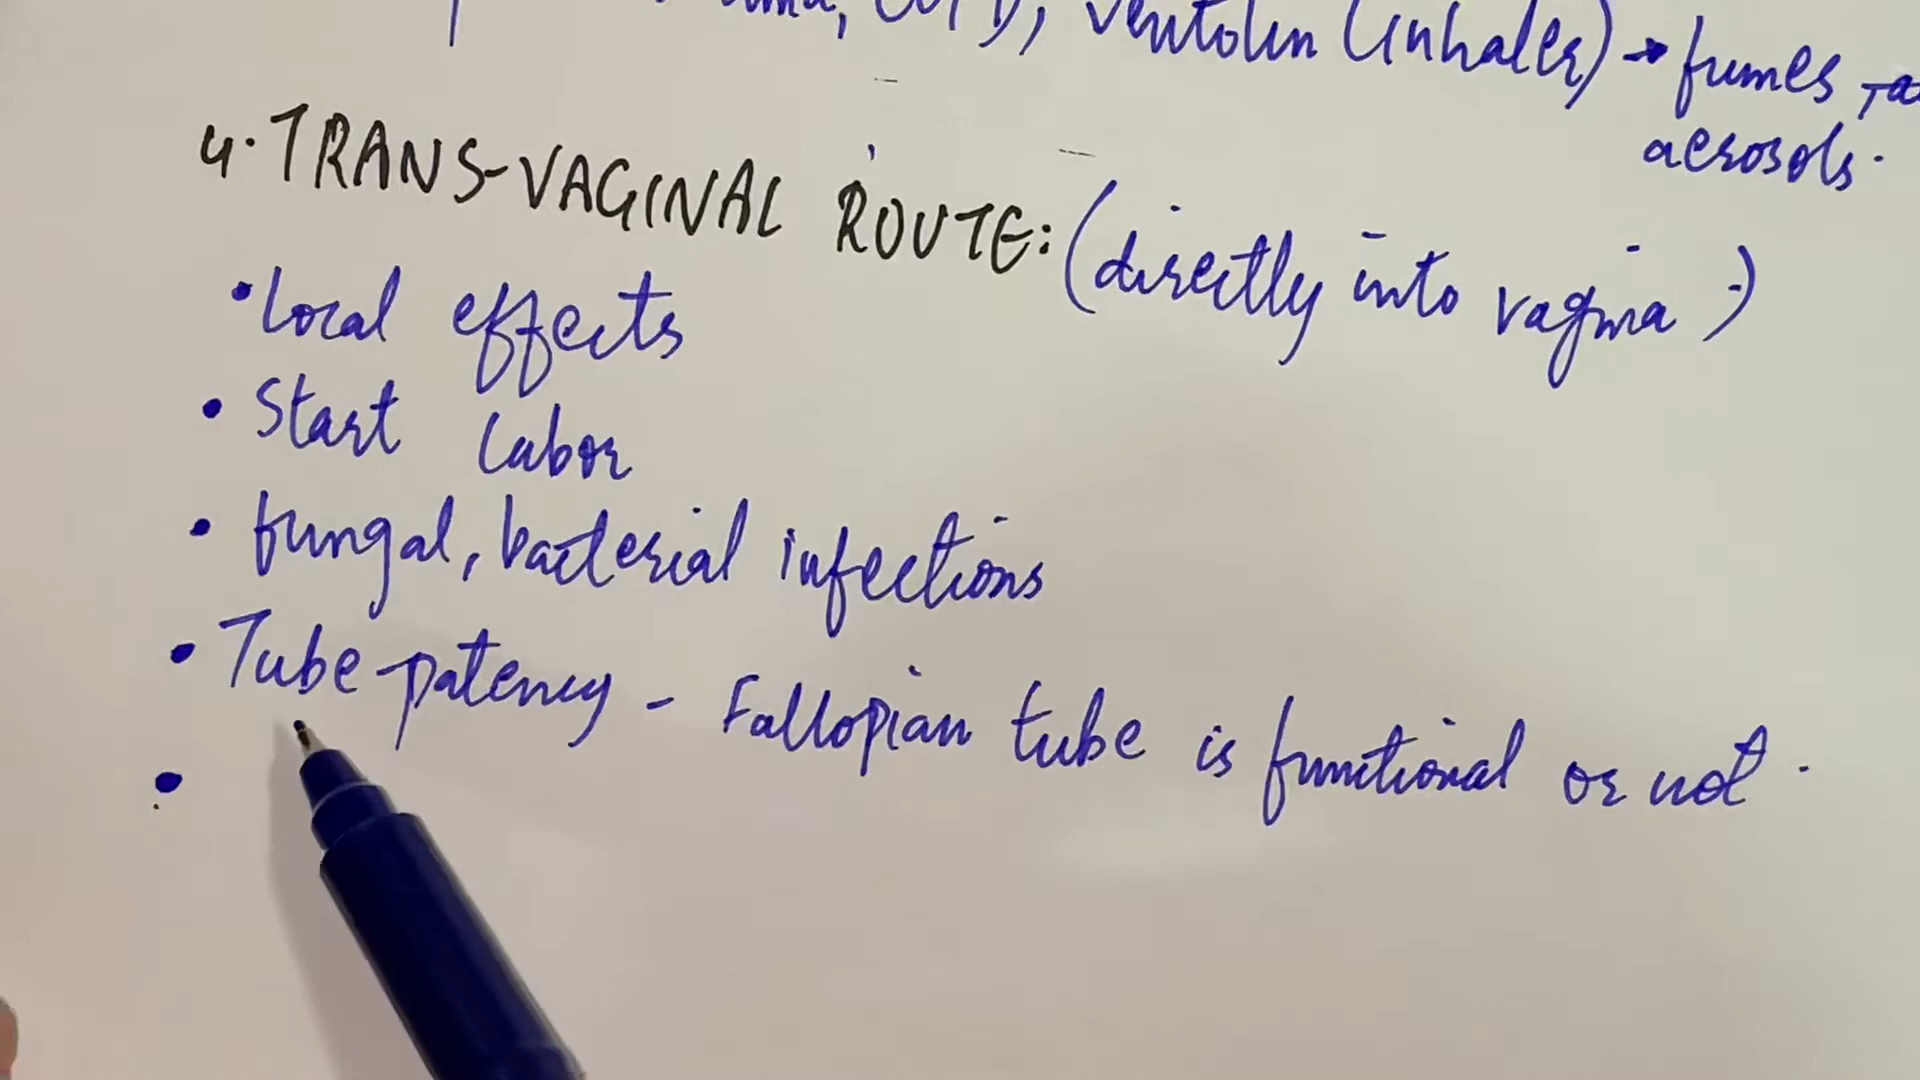 Ventolin (inhaler) → fumes,
aerosols.
4. TRANS-VAGINAL ROUTE: (directly into vagina.)
• Local effects
• Start labor
• fungal, bacterial infections
• Tube patency - Fallopian tube is functional or not.
•